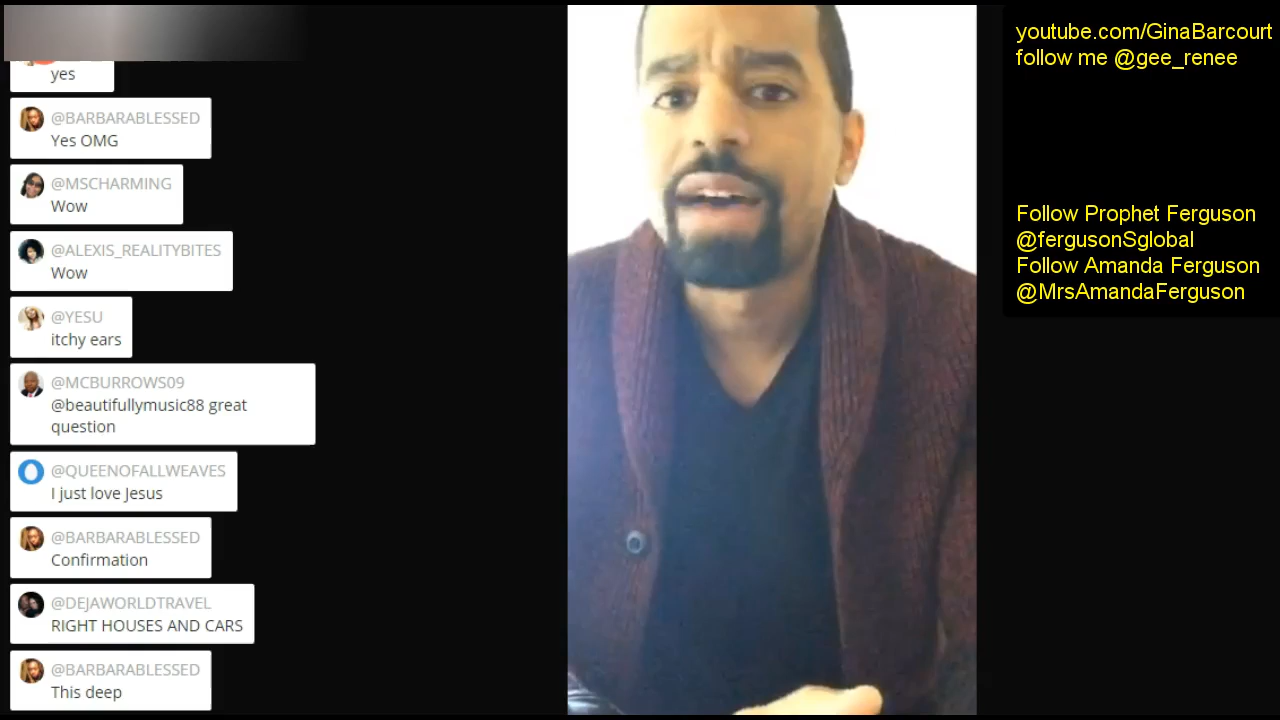 yes
@BARBARABLESSED
Yes OMG
@MSCHARMING
Wow
@ALEXIS_REALITYBITES
Wow
@YESU
itchy ears
@MCBURROWS09
@beautifullymusic88 great
question
@QUEENOFALLWEAVES
I just love Jesus
@BARBARABLESSED
Confirmation
@DEJAWORLDTRAVEL
RIGHT HOUSES AND CARS
@BARBARABLESSED
This deep
youtube.com/GinaBarcourt
follow me @gee_renee
Follow Prophet Ferguson
@fergusonSglobal
Follow Amanda Ferguson
@MrsAmandaFerguson